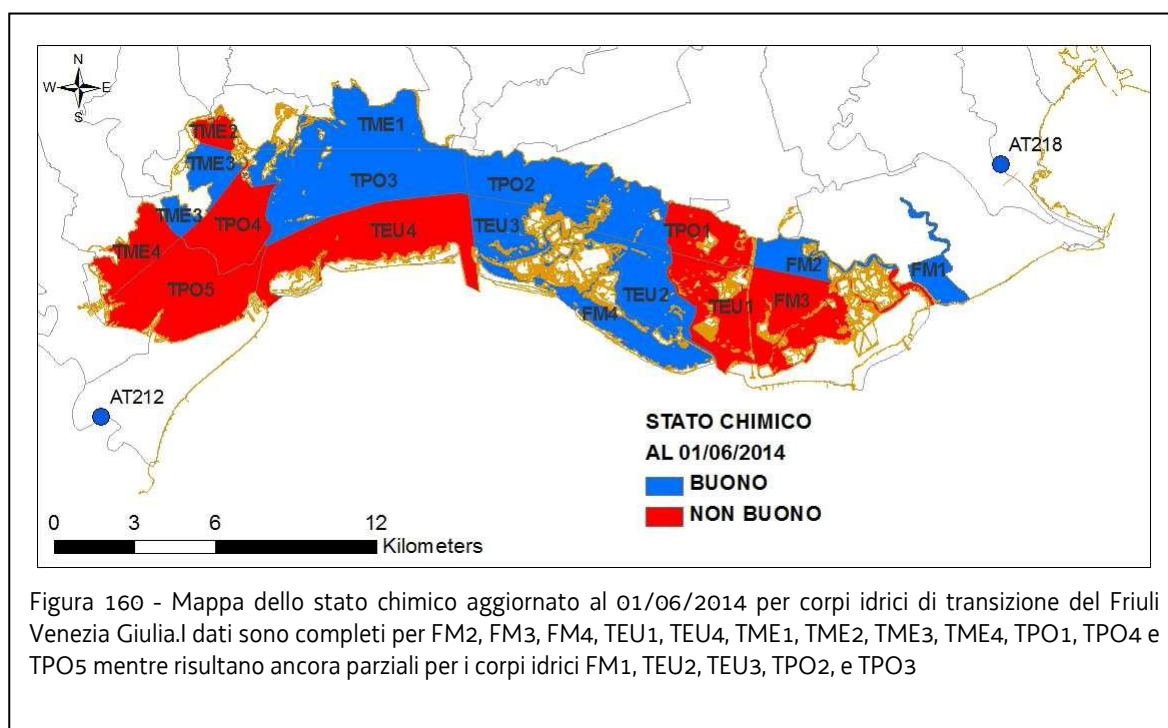 N
W E
S
TME1
TME2
TME3
TPO3
TPO2
AT218
TME3
TPO4
TEU4
TEU3
TPO1
TME4
FM2
FM1
TPO5
TEU2
TEU1
FM3
FM4
AT212
STATO CHIMICO
AL 01/06/2014
BUONO
NON BUONO
0 3 6 12
Kilometers
Figura 160 - Mappa dello stato chimico aggiornato al 01/06/2014 per corpi idrici di transizione del Friuli
Venezia Giulia.I dati sono completi per FM2, FM3, FM4, TEU1, TEU4, TME1, TME2, TME3, TME4, TPO1, TPO4 e
TPO5 mentre risultano ancora parziali per i corpi idrici FM1, TEU2, TEU3, TPO2, e TPO3